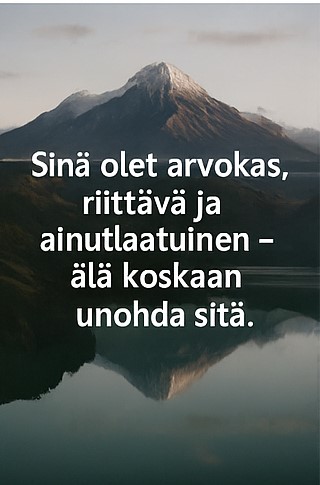 Sinä olet arvokas,
riittävä ja
ainutlaatuinen –
älä koskaan
unohda sitä.